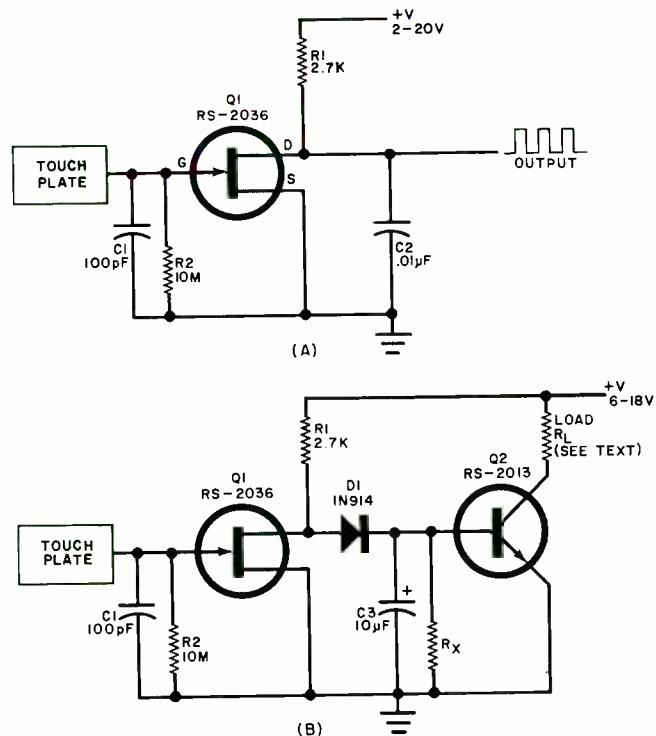 +V
2-20V
R1
2.7K
Q1
RS-2036
TOUCH
PLATE
G
D
S
OUTPUT
C1
100pF
R2
10M
C2
.01μF
(A)
+V
6-18V
R1
2.7K
LOAD
RL
(SEE TEXT)
Q2
RS-2013
Q1
RS-2036
D1
1N914
TOUCH
PLATE
C1
100pF
R2
10M
C3
10μF
+
RX
(B)